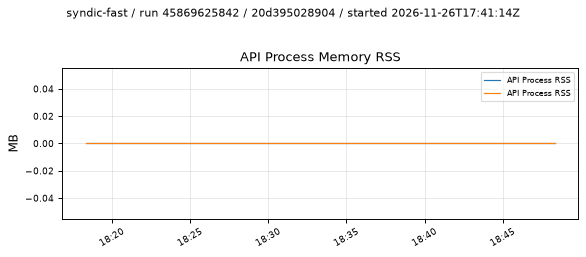 syndic-fast / run 45869625842 / 20d395028904 / started 2026-11-26T17:41:14Z
API Process Memory RSS
API Process RSS
API Process RSS
MB
0.04
0.02
0.00
−0.02
−0.04
18:20
18:25
18:30
18:35
18:40
18:45